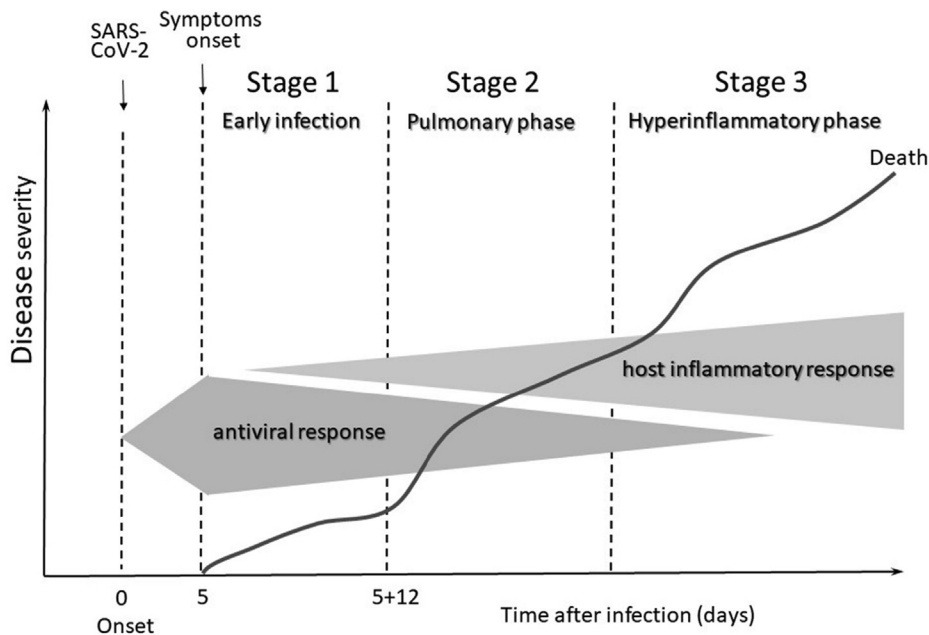 SARS-
CoV-2
Symptoms
onset
Stage 1
Stage 2
Stage 3
Early infection
Pulmonary phase
Hyperinflammatory phase
Death
Disease severity
host inflammatory response
antiviral response
0
5
5+12
Time after infection (days)
Onset